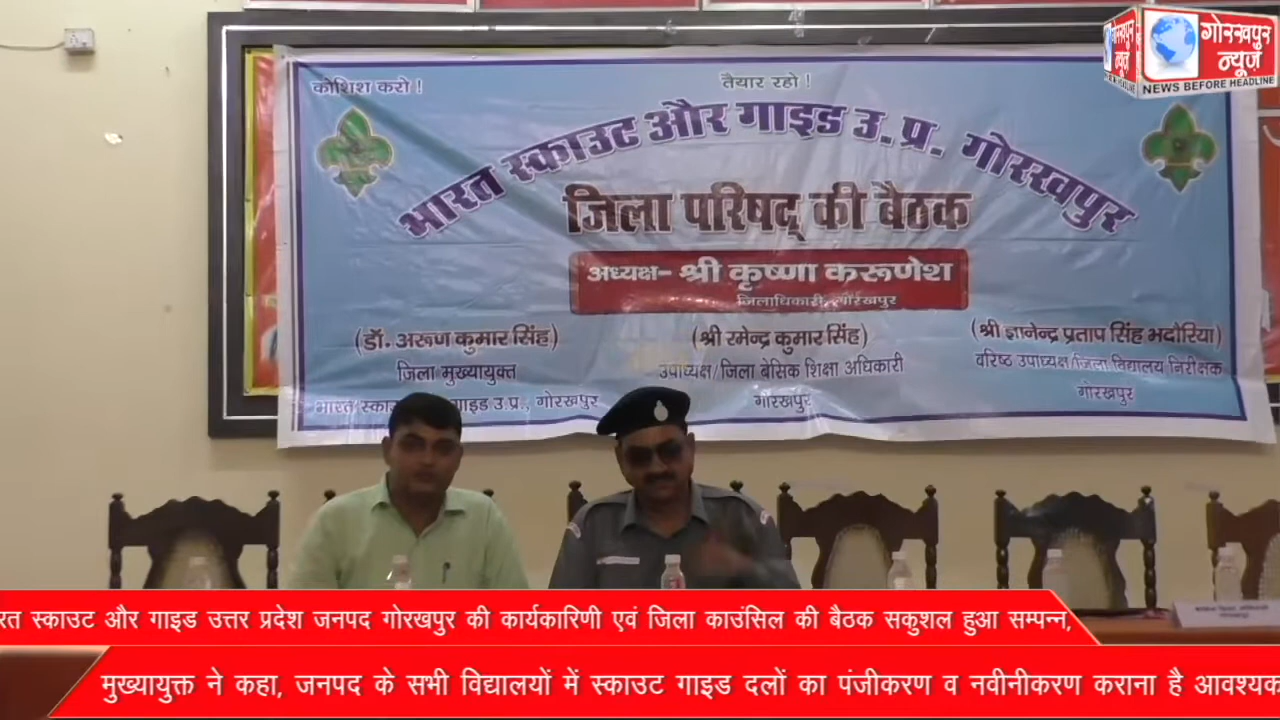 गोरखपुर न्यूज़
गोरखपुर
न्यूज़
NEWS BEFORE HEADLINE
कोशिश करो !
तैयार रहो !
भारत स्काउट और गाइड उ.प्र. गोरखपुर
जिला परिषद् की बैठक
अध्यक्ष- श्री कृष्णा करूणेश
जिलाधिकारी, गोरखपुर
(डॉ. अरूण कुमार सिंह)
(श्री रमेन्द्र कुमार सिंह)
(श्री ज्ञानेन्द्र प्रताप सिंह भदौरिया)
जिला मुख्यायुक्त
उपाध्यक्ष/जिला बेसिक शिक्षा अधिकारी
वरिष्ठ उपाध्यक्ष/जिला विद्यालय निरीक्षक
भारत स्का गाइड उ.प्र., गोरखपुर
गोरखपुर
गोरखपुर
रत स्काउट और गाइड उत्तर प्रदेश जनपद गोरखपुर की कार्यकारिणी एवं जिला काउंसिल की बैठक सकुशल हुआ सम्पन्न,
मुख्यायुक्त ने कहा, जनपद के सभी विद्यालयों में स्काउट गाइड दलों का पंजीकरण व नवीनीकरण कराना है आवश्यक